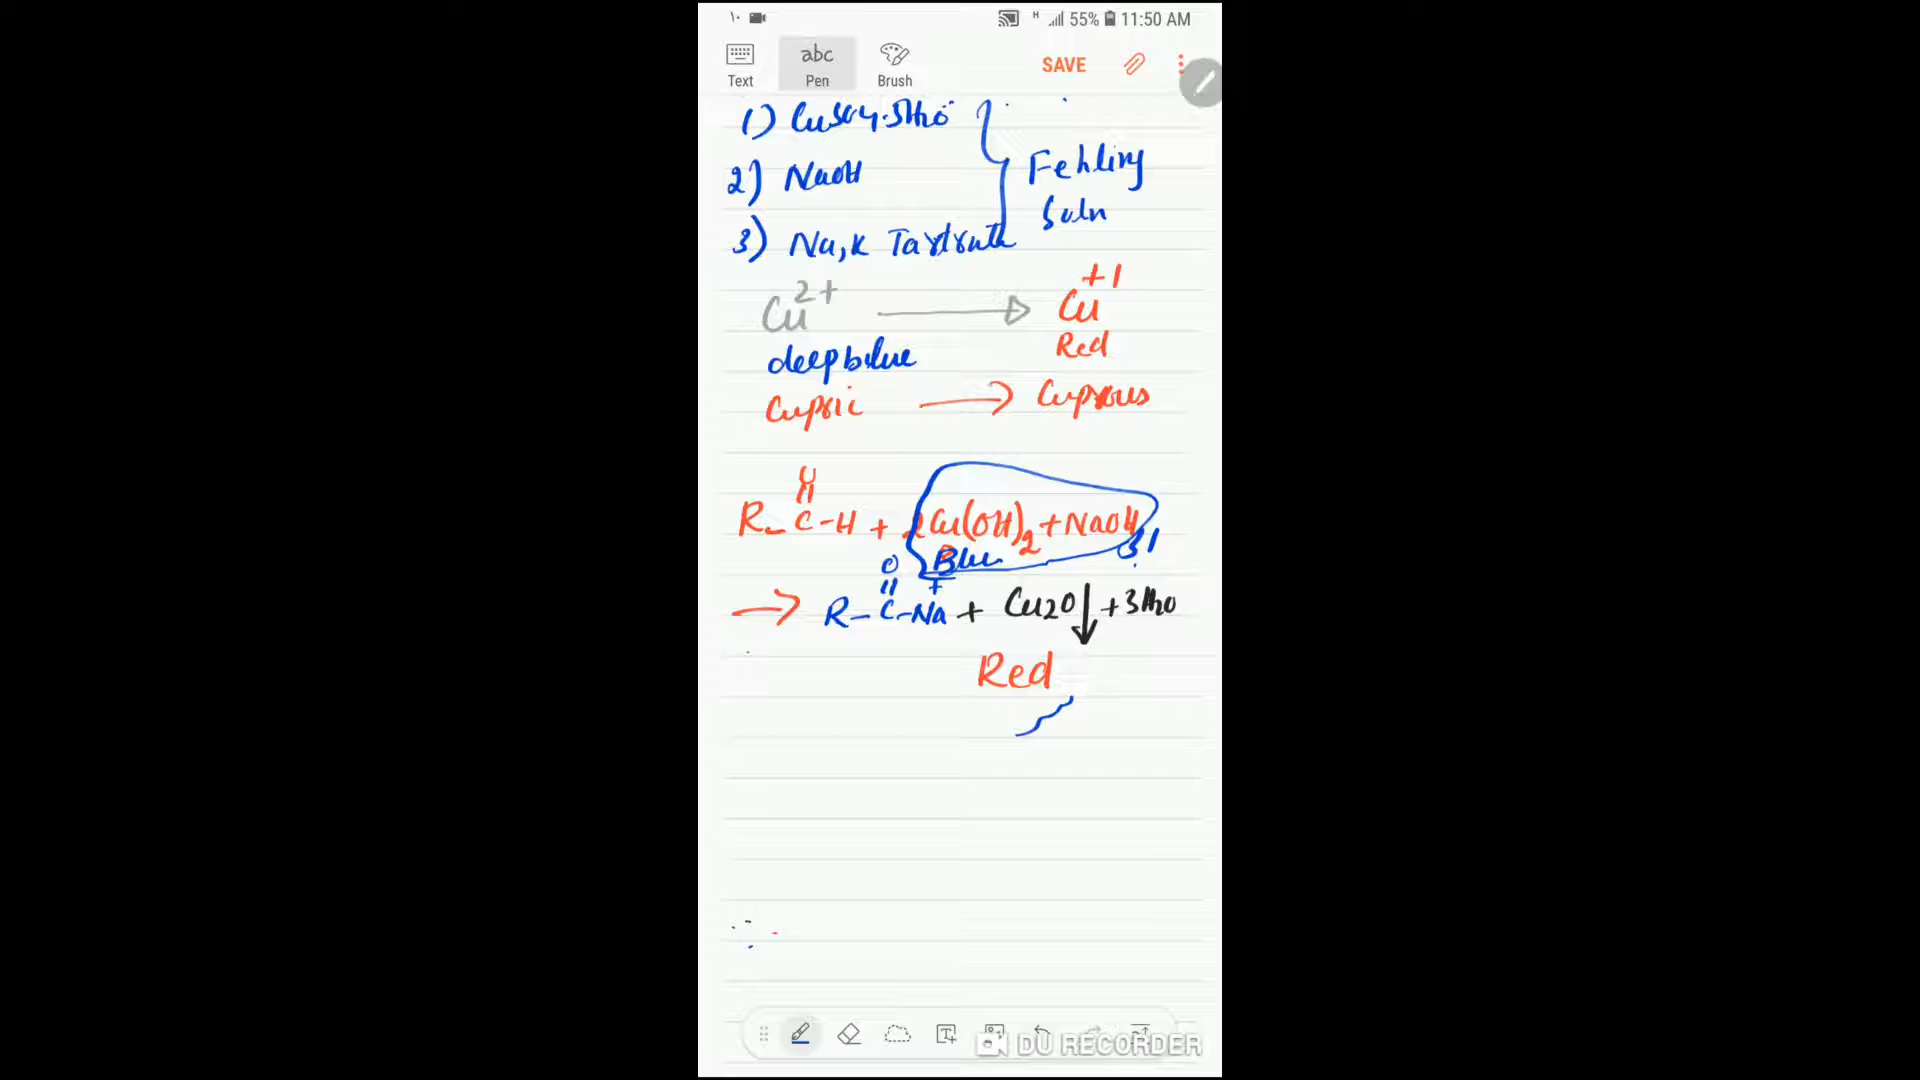 55% 11:50 AM
Text abc Pen Brush SAVE
1) CuSO4.5H2O
2) NaOH
3) Na,K Tartrate
Fehling
Soln
Cu2+ → Cu+1
deep blue Red
Cupric → Cuprous
O
R-C-H + 2Cu(OH)2 + NaOH
Blue
O
→ R-C-Na+ + Cu2O↓ + 3H2O
Red
DU RECORDER